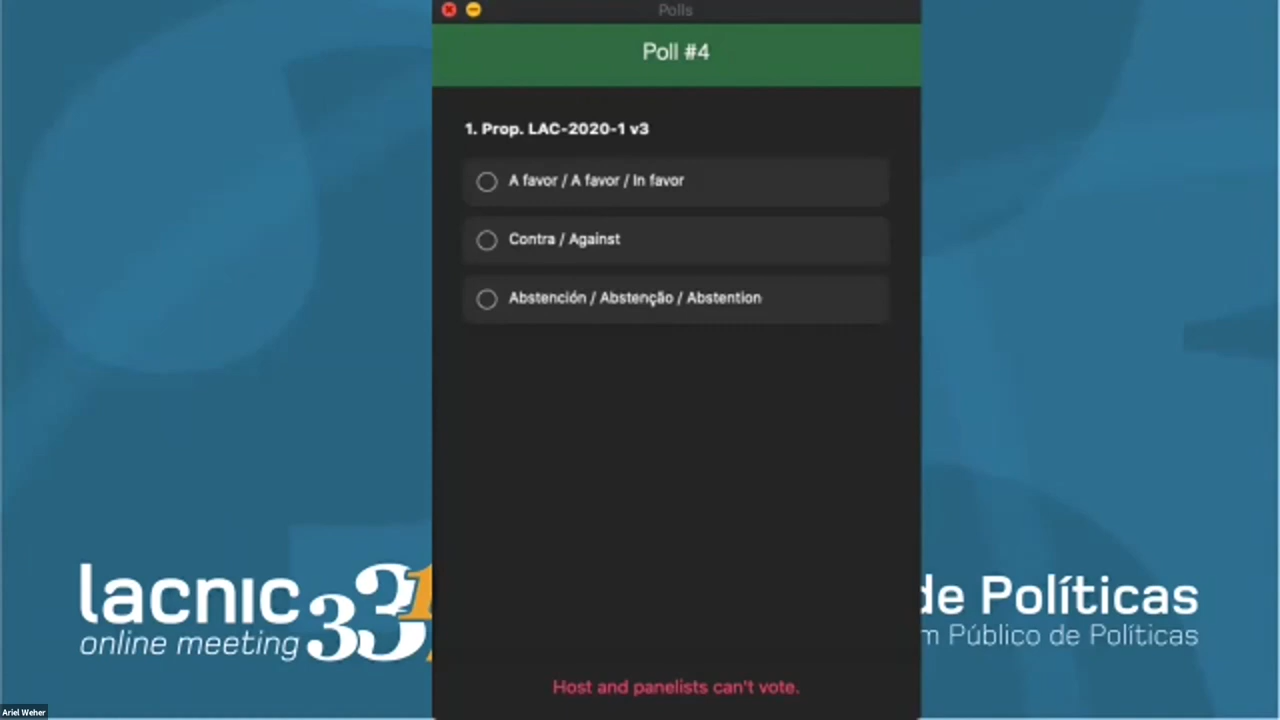 Polls
Poll #4
1. Prop. LAC-2020-1 v3
A favor / A favor / In favor
Contra / Against
Abstención / Abstenção / Abstention
lacnic 33
online meeting
de Políticas
m Público de Políticas
Host and panelists can't vote.
Ariel Weher